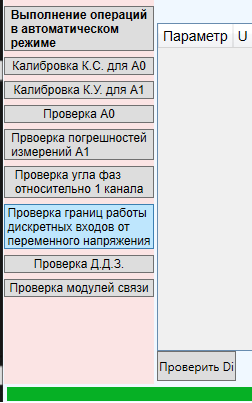 Выполнение операций
в автоматическом
режиме
Калибровка К.С. для А0
Калибровка К.У. для А1
Проверка А0
Првоерка погрешностей
измерений А1
Проверка угла фаз
относительно 1 канала
Проверка границ работы
дискретных входов от
переменного напряжения
Проверка Д.Д.З.
Проверка модулей связи
Параметр U
Проверить Di